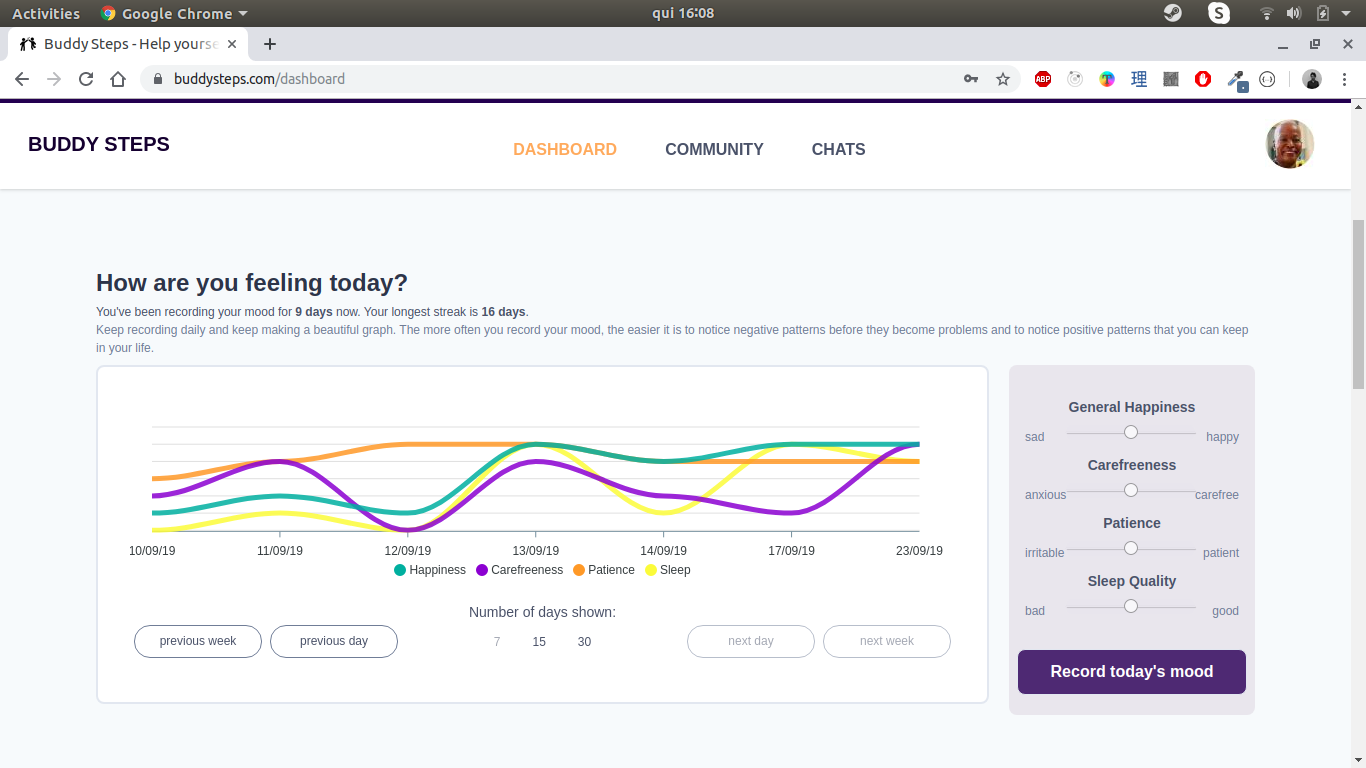 Activities Google Chrome qui 16:08 S
Buddy Steps - Help yourse
buddysteps.com/dashboard ABP 理
BUDDY STEPS DASHBOARD COMMUNITY CHATS
How are you feeling today?
You've been recording your mood for 9 days now. Your longest streak is 16 days.
Keep recording daily and keep making a beautiful graph. The more often you record your mood, the easier it is to notice negative patterns before they become problems and to notice positive patterns that you can keep
in your life.
10/09/19 11/09/19 12/09/19 13/09/19 14/09/19 17/09/19 23/09/19
Happiness Carefreeness Patience Sleep
Number of days shown:
previous week previous day 7 15 30 next day next week
General Happiness
sad happy
Carefreeness
anxious carefree
Patience
irritable patient
Sleep Quality
bad good
Record today's mood